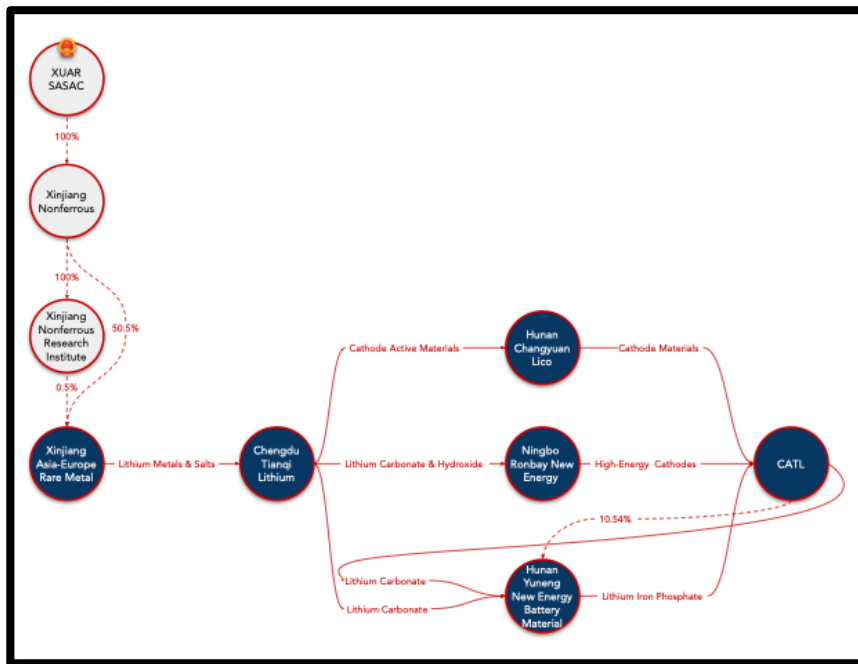 XUAR
SASAC
100%
Xinjiang
Nonferrous
100%
50.5%
Xinjiang
Nonferrous
Research
Institute
0.5%
Xinjiang
Asia-Europe
Rare Metal
Lithium Metals & Salts
Chengdu
Tianqi
Lithium
Cathode Active Materials
Hunan
Changyuan
Lico
Cathode Materials
Lithium Carbonate & Hydroxide
Ningbo
Ronbay New
Energy
High-Energy Cathodes
CATL
10.54%
Lithium Carbonate
Lithium Carbonate
Hunan
Yuneng
New Energy
Battery
Material
Lithium Iron Phosphate